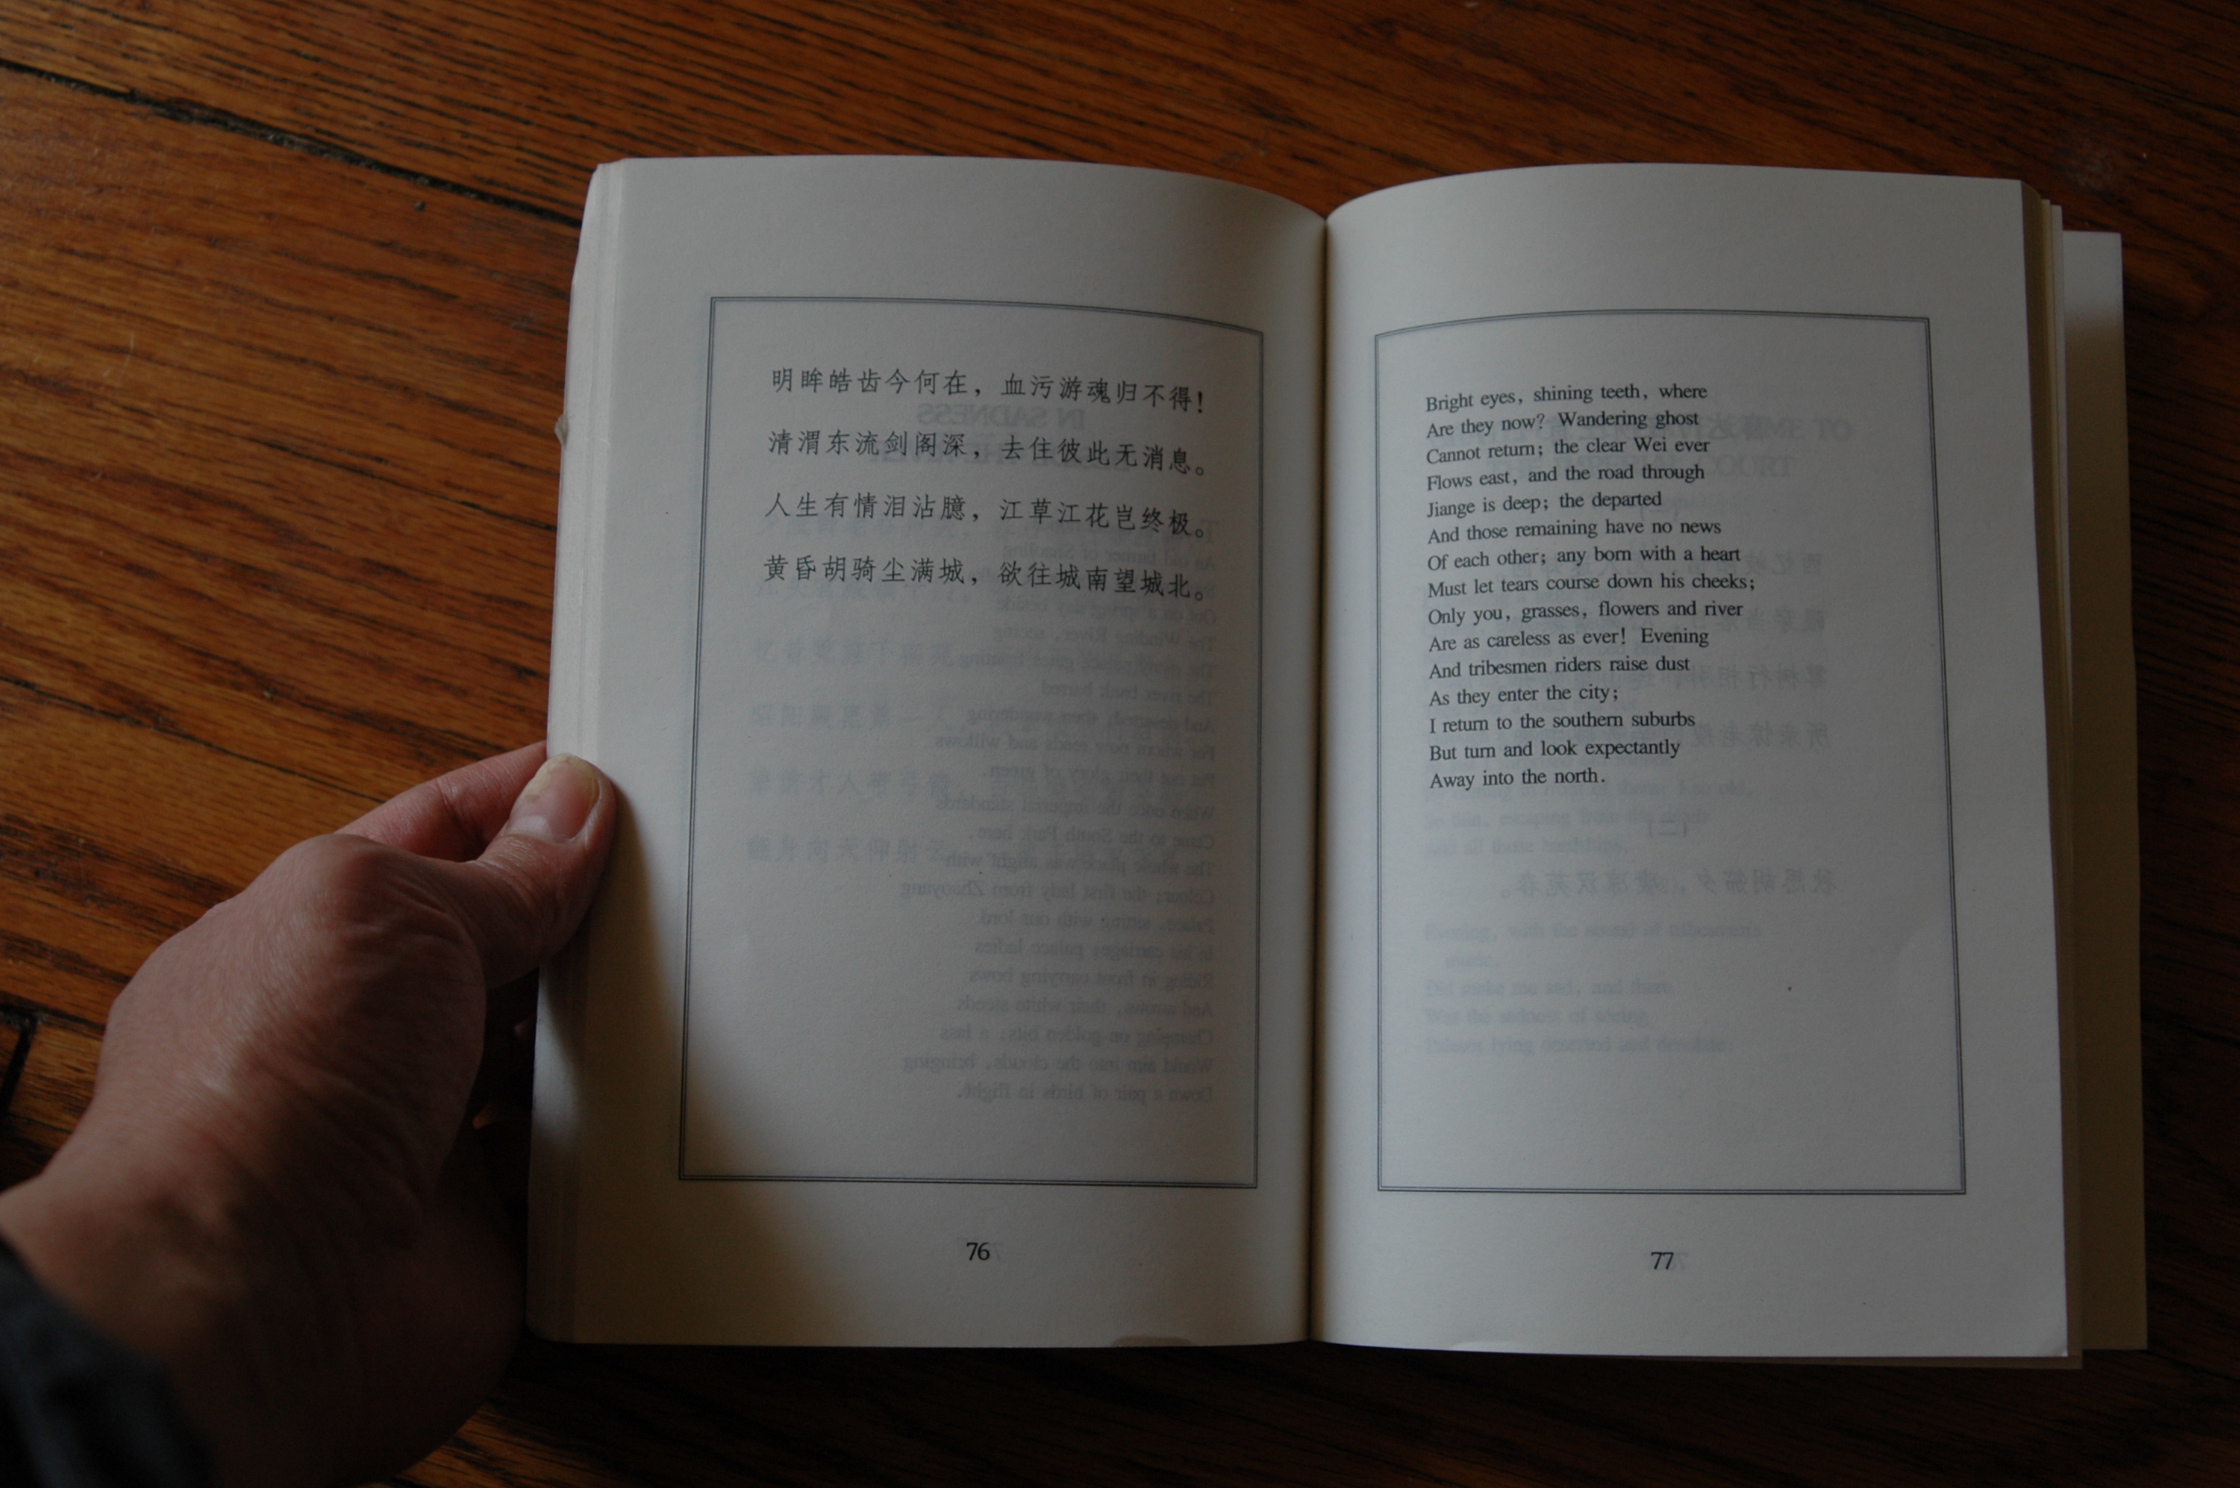 明眸皓齿今何在，血污游魂归不得！
清渭东流剑阁深，去住彼此无消息。
人生有情泪沾臆，江草江花岂终极。
黄昏胡骑尘满城，欲往城南望城北。
76
Bright eyes, shining teeth, where
Are they now? Wandering ghost
Cannot return; the clear Wei ever
Flows east, and the road through
Jiange is deep; the departed
And those remaining have no news
Of each other; any born with a heart
Must let tears course down his cheeks;
Only you, grasses, flowers and river
Are as careless as ever! Evening
And tribesmen riders raise dust
As they enter the city;
I return to the southern suburbs
But turn and look expectantly
Away into the north.
77